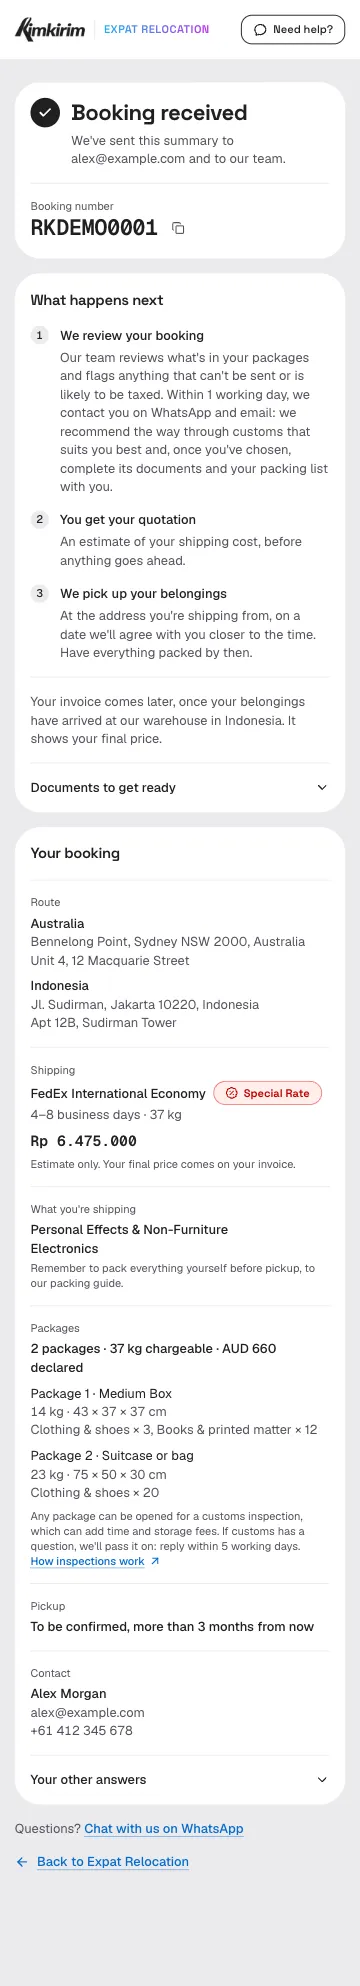 Kimkirim
EXPAT RELOCATION
Need help?
Booking received
We've sent this summary to
alex@example.com and to our team.
Booking number
RKDEMO0001
What happens next
1 We review your booking
Our team reviews what's in your packages
and flags anything that can't be sent or is
likely to be taxed. Within 1 working day, we
contact you on WhatsApp and email: we
recommend the way through customs that
suits you best and, once you've chosen,
complete its documents and your packing list
with you.
2 You get your quotation
An estimate of your shipping cost, before
anything goes ahead.
3 We pick up your belongings
At the address you're shipping from, on a
date we'll agree with you closer to the time.
Have everything packed by then.
Your invoice comes later, once your belongings
have arrived at our warehouse in Indonesia. It
shows your final price.
Documents to get ready
Your booking
Route
Australia
Bennelong Point, Sydney NSW 2000, Australia
Unit 4, 12 Macquarie Street
Indonesia
Jl. Sudirman, Jakarta 10220, Indonesia
Apt 12B, Sudirman Tower
Shipping
FedEx International Economy Special Rate
4–8 business days · 37 kg
Rp 6.475.000
Estimate only. Your final price comes on your invoice.
What you're shipping
Personal Effects & Non-Furniture
Electronics
Remember to pack everything yourself before pickup, to
our packing guide.
Packages
2 packages · 37 kg chargeable · AUD 660
declared
Package 1 · Medium Box
14 kg · 43 × 37 × 37 cm
Clothing & shoes × 3, Books & printed matter × 12
Package 2 · Suitcase or bag
23 kg · 75 × 50 × 30 cm
Clothing & shoes × 20
Any package can be opened for a customs inspection,
which can add time and storage fees. If customs has a
question, we'll pass it on: reply within 5 working days.
How inspections work
Pickup
To be confirmed, more than 3 months from now
Contact
Alex Morgan
alex@example.com
+61 412 345 678
Your other answers
Questions? Chat with us on WhatsApp
Back to Expat Relocation